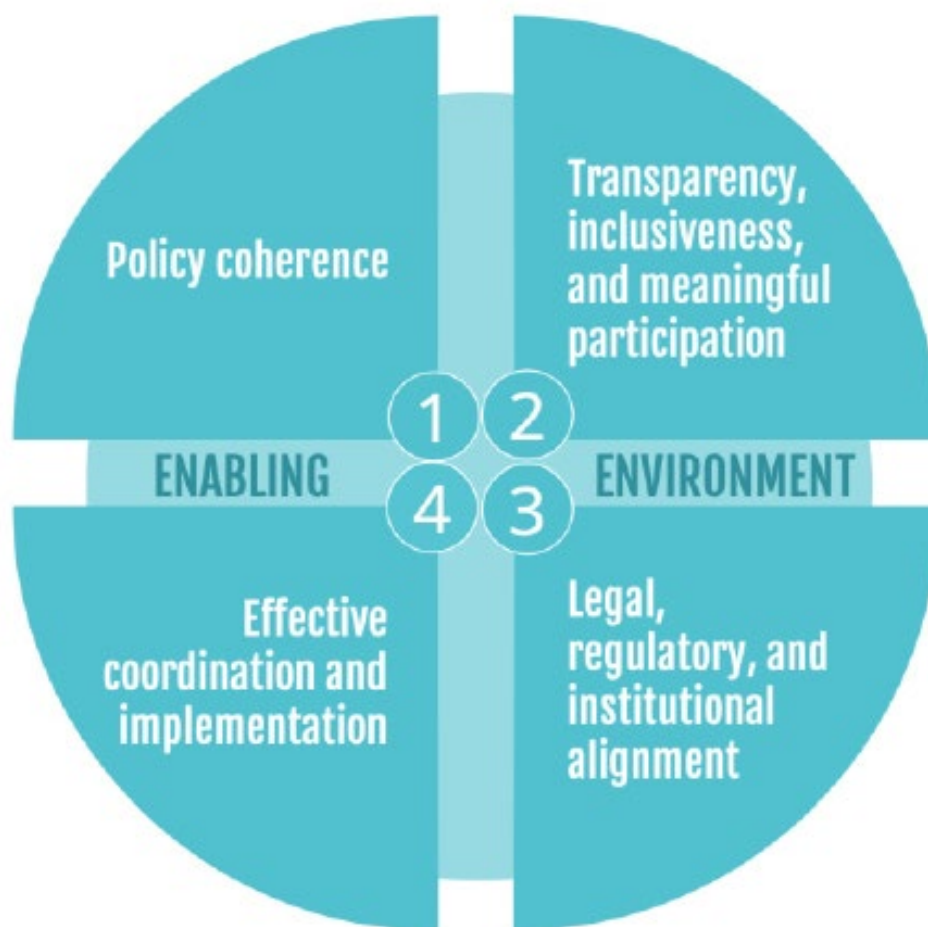 Policy coherence
1
Transparency,
inclusiveness,
and meaningful
participation
2
ENABLING ENVIRONMENT
Legal,
regulatory, and
institutional
alignment
3
Effective
coordination and
implementation
4